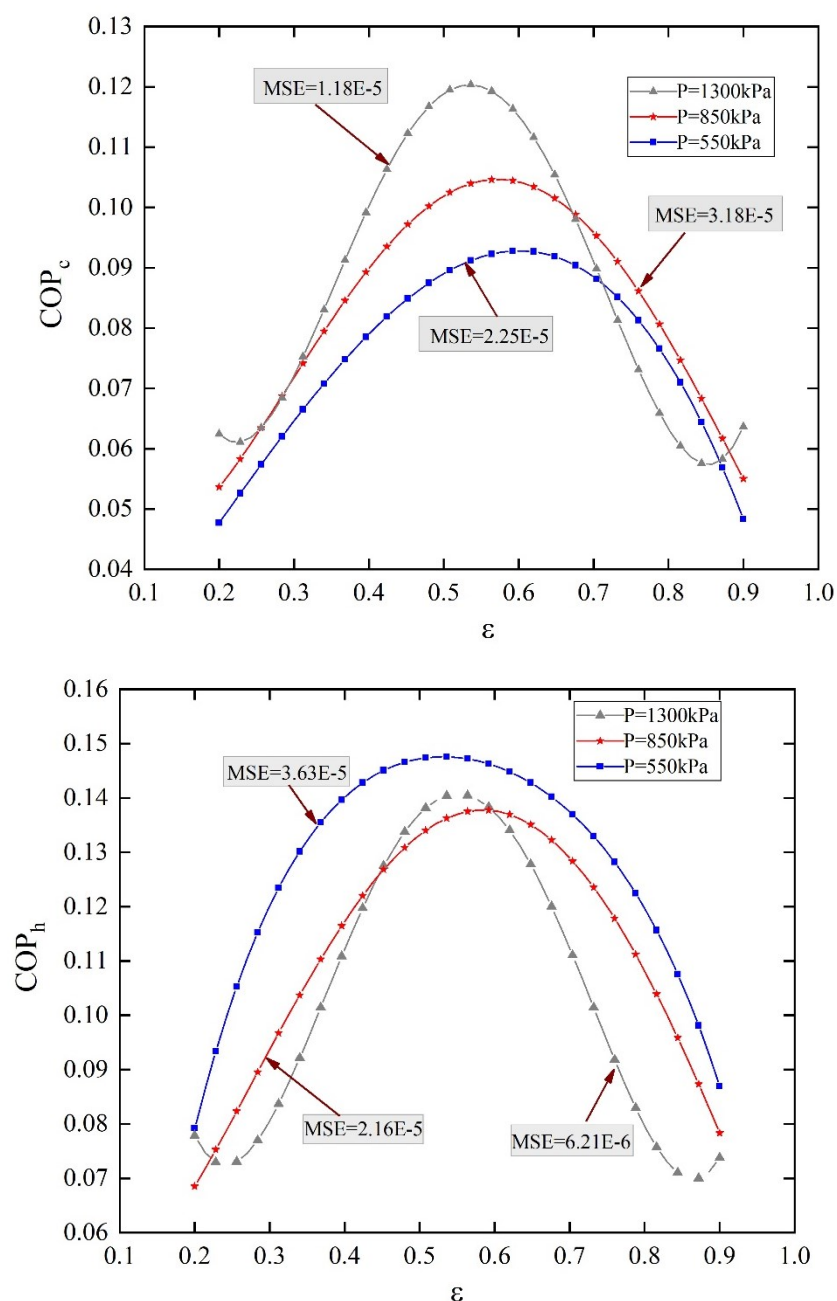 0.13
0.12
0.11
0.10
0.09
0.08
0.07
0.06
0.05
0.04
COP_c
MSE=1.18E-5
P=1300kPa
P=850kPa
P=550kPa
MSE=3.18E-5
MSE=2.25E-5
0.1 0.2 0.3 0.4 0.5 0.6 0.7 0.8 0.9 1.0
ε
0.16
0.15
0.14
0.13
0.12
0.11
0.10
0.09
0.08
0.07
0.06
COP_h
P=1300kPa
P=850kPa
P=550kPa
MSE=3.63E-5
MSE=2.16E-5
MSE=6.21E-6
0.1 0.2 0.3 0.4 0.5 0.6 0.7 0.8 0.9 1.0
ε